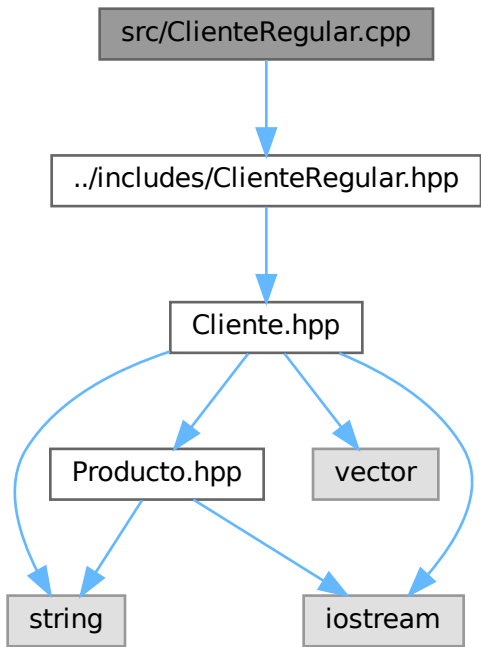 src/ClienteRegular.cpp
../includes/ClienteRegular.hpp
Cliente.hpp
Producto.hpp
vector
string
iostream